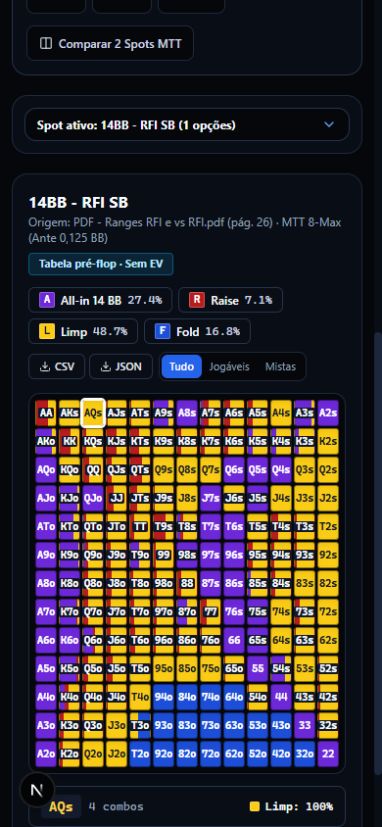 Comparar 2 Spots MTT
Spot ativo: 14BB - RFI SB (1 opções)
14BB - RFI SB
Origem: PDF - Ranges RFI e vs RFI.pdf (pág. 26) · MTT 8-Max
(Ante 0,125 BB)
Tabela pré-flop · Sem EV
A All-in 14 BB 27.4% R Raise 7.1%
L Limp 48.7% F Fold 16.8%
CSV JSON Tudo Jogáveis Mistas
AA AKs AQs AJs ATs A9s A8s A7s A6s A5s A4s A3s A2s
AKo KK KQs KJs KTs K9s K8s K7s K6s K5s K4s K3s K2s
AQo KQo QQ QJs QTs Q9s Q8s Q7s Q6s Q5s Q4s Q3s Q2s
AJo KJo QJo JJ JTs J9s J8s J7s J6s J5s J4s J3s J2s
ATo KTo QTo JTo TT T9s T8s T7s T6s T5s T4s T3s T2s
A9o K9o Q9o J9o T9o 99 98s 97s 96s 95s 94s 93s 92s
A8o K8o Q8o J8o T8o 98o 88 87s 86s 85s 84s 83s 82s
A7o K7o Q7o J7o T7o 97o 87o 77 76s 75s 74s 73s 72s
A6o K6o Q6o J6o T6o 96o 86o 76o 66 65s 64s 63s 62s
A5o K5o Q5o J5o T5o 95o 85o 75o 65o 55 54s 53s 52s
A4o K4o Q4o J4o T4o 94o 84o 74o 64o 54o 44 43s 42s
A3o K3o Q3o J3o T3o 93o 83o 73o 63o 53o 43o 33 32s
A2o K2o Q2o J2o T2o 92o 82o 72o 62o 52o 42o 32o 22
N AQs 4 combos Limp: 100%